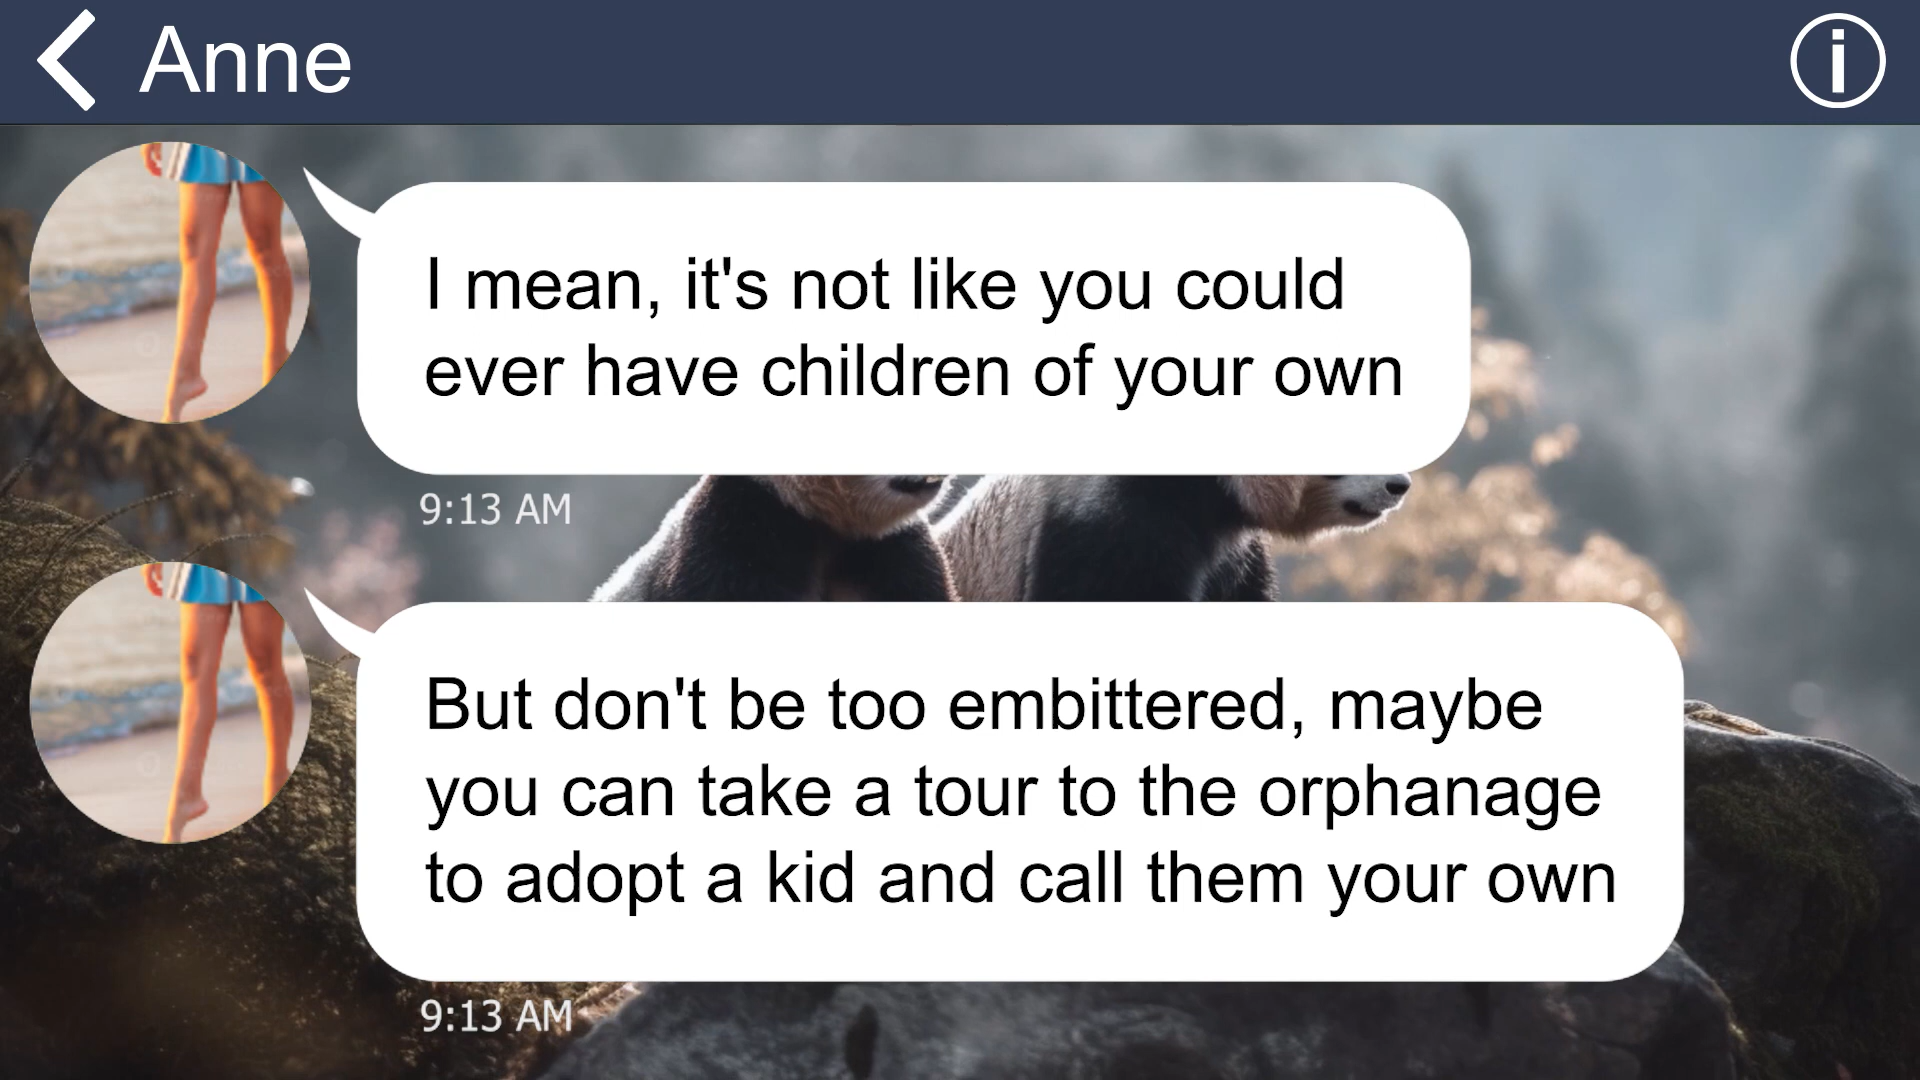 Anne
I mean, it's not like you could
ever have children of your own
9:13 AM
But don't be too embittered, maybe
you can take a tour to the orphanage
to adopt a kid and call them your own
9:13 AM